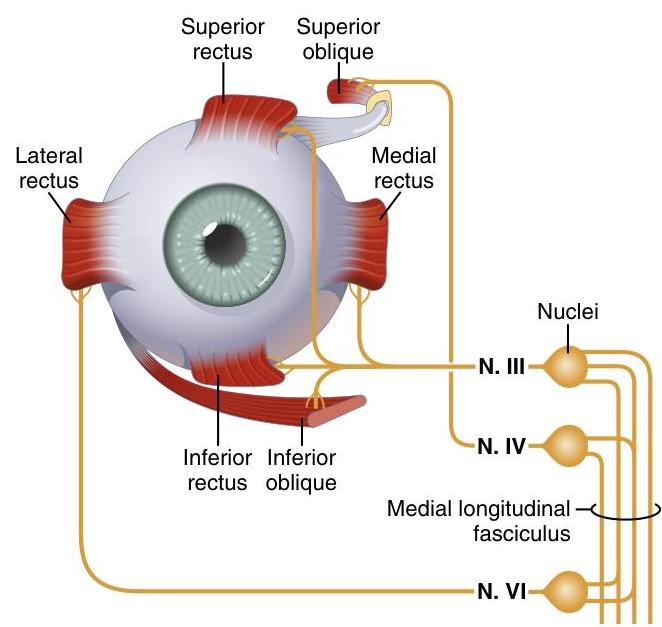 Superior
rectus
Superior
oblique
Lateral
rectus
Medial
rectus
Nuclei
N. III
N. IV
Inferior
rectus
Inferior
oblique
Medial longitudinal
fasciculus
N. VI